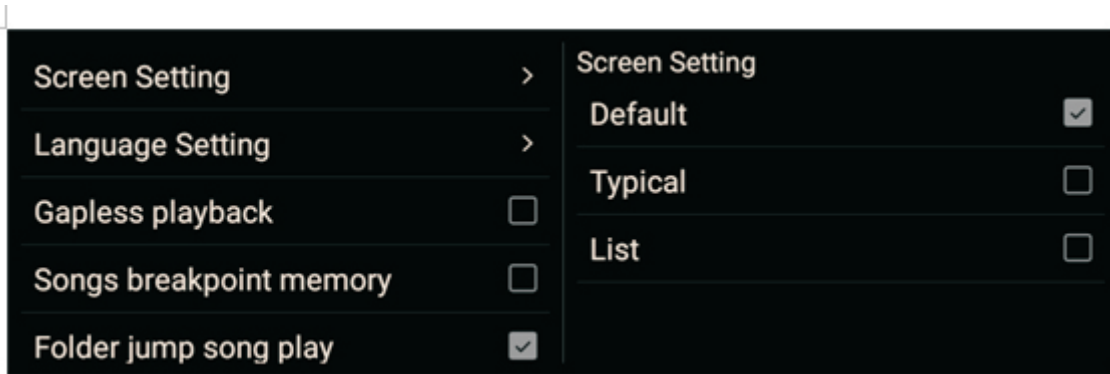 Screen Setting
Language Setting
Gapless playback
Songs breakpoint memory
Folder jump song play
Screen Setting
Default
Typical
List